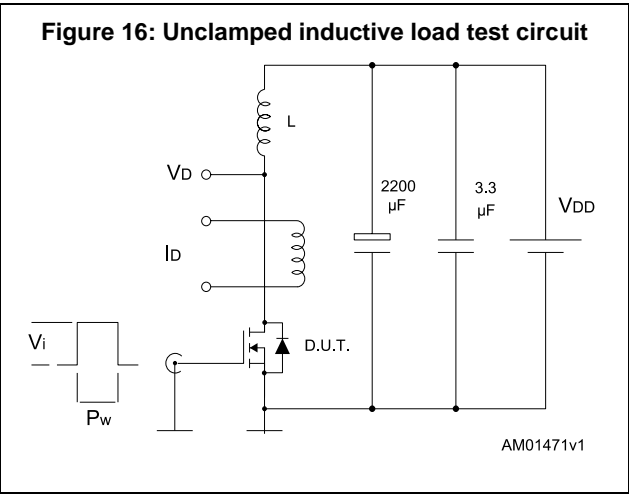 Figure 16: Unclamped inductive load test circuit
L
VD
2200
µF
3.3
µF
VDD
ID
Vi
D.U.T.
Pw
AM01471v1